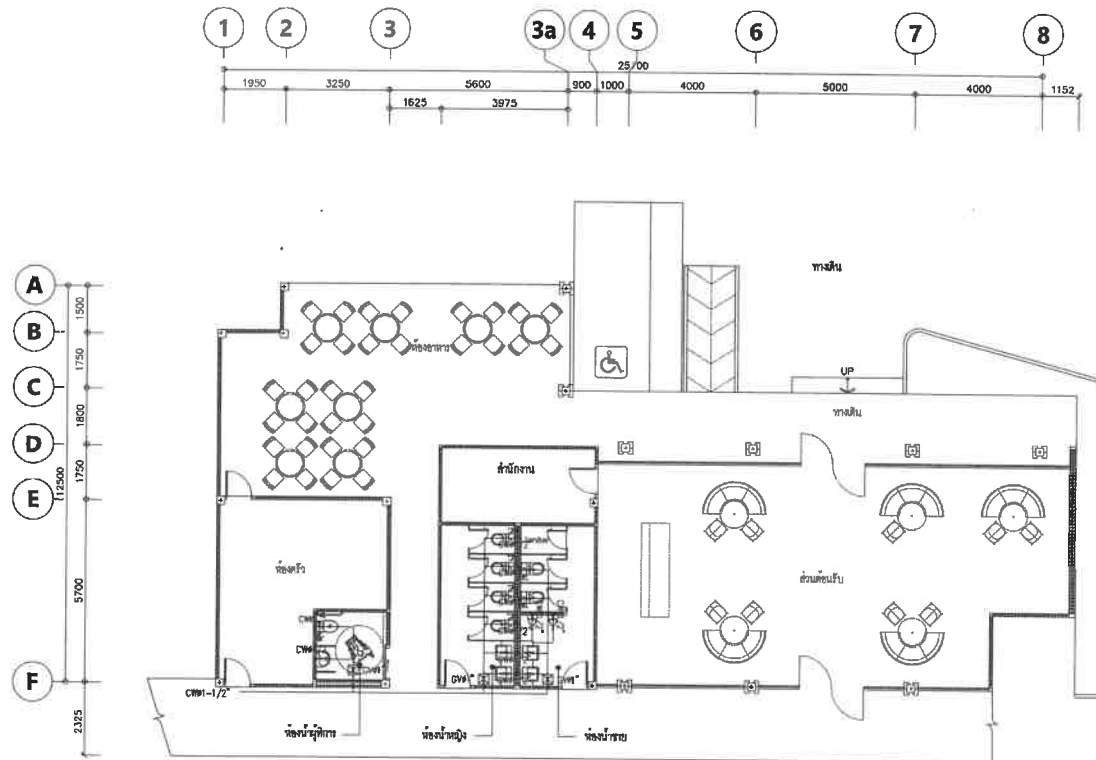 1 2 3 3a 4 5 6 7 8
25700
1950 3250 5600 900 1000 4000 5000 4000 1152
1625 3975
A
B
C
D
E
F
1500
1750
1800
1750
5700
2325
12500
ทางเดิน
ห้องอาหาร
UP
ทางเดิน
สำนักงาน
ห้องครัว
ส่วนต้อนรับ
CW#1-1/2"
ห้องน้ำผู้พิการ
ห้องน้ำหญิง
ห้องน้ำชาย